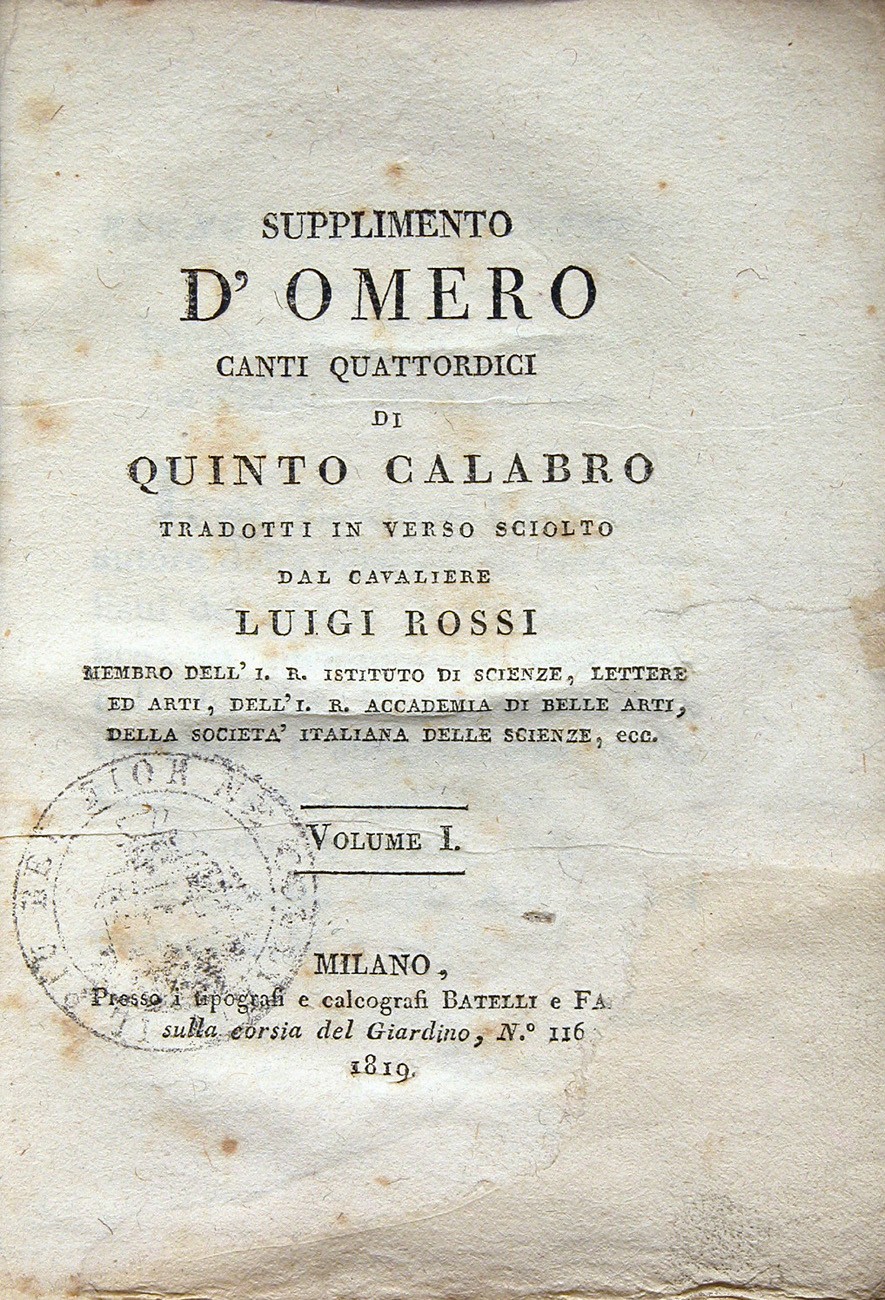 SUPPLIMENTO
D' OMERO
CANTI QUATTORDICI
DI
QUINTO CALABRO
TRADOTTI IN VERSO SCIOLTO
DAL CAVALIERE
LUIGI ROSSI
MEMBRO DELL' I. R. ISTITUTO DI SCIENZE, LETTERE
ED ARTI, DELL' I. R. ACCADEMIA DI BELLE ARTI,
DELLA SOCIETA' ITALIANA DELLE SCIENZE, ecc.
VOLUME I.
MILANO,
Presso i tipografi e calcografi BATELLI e FA
sulla corsia del Giardino, N.º 116
1819.